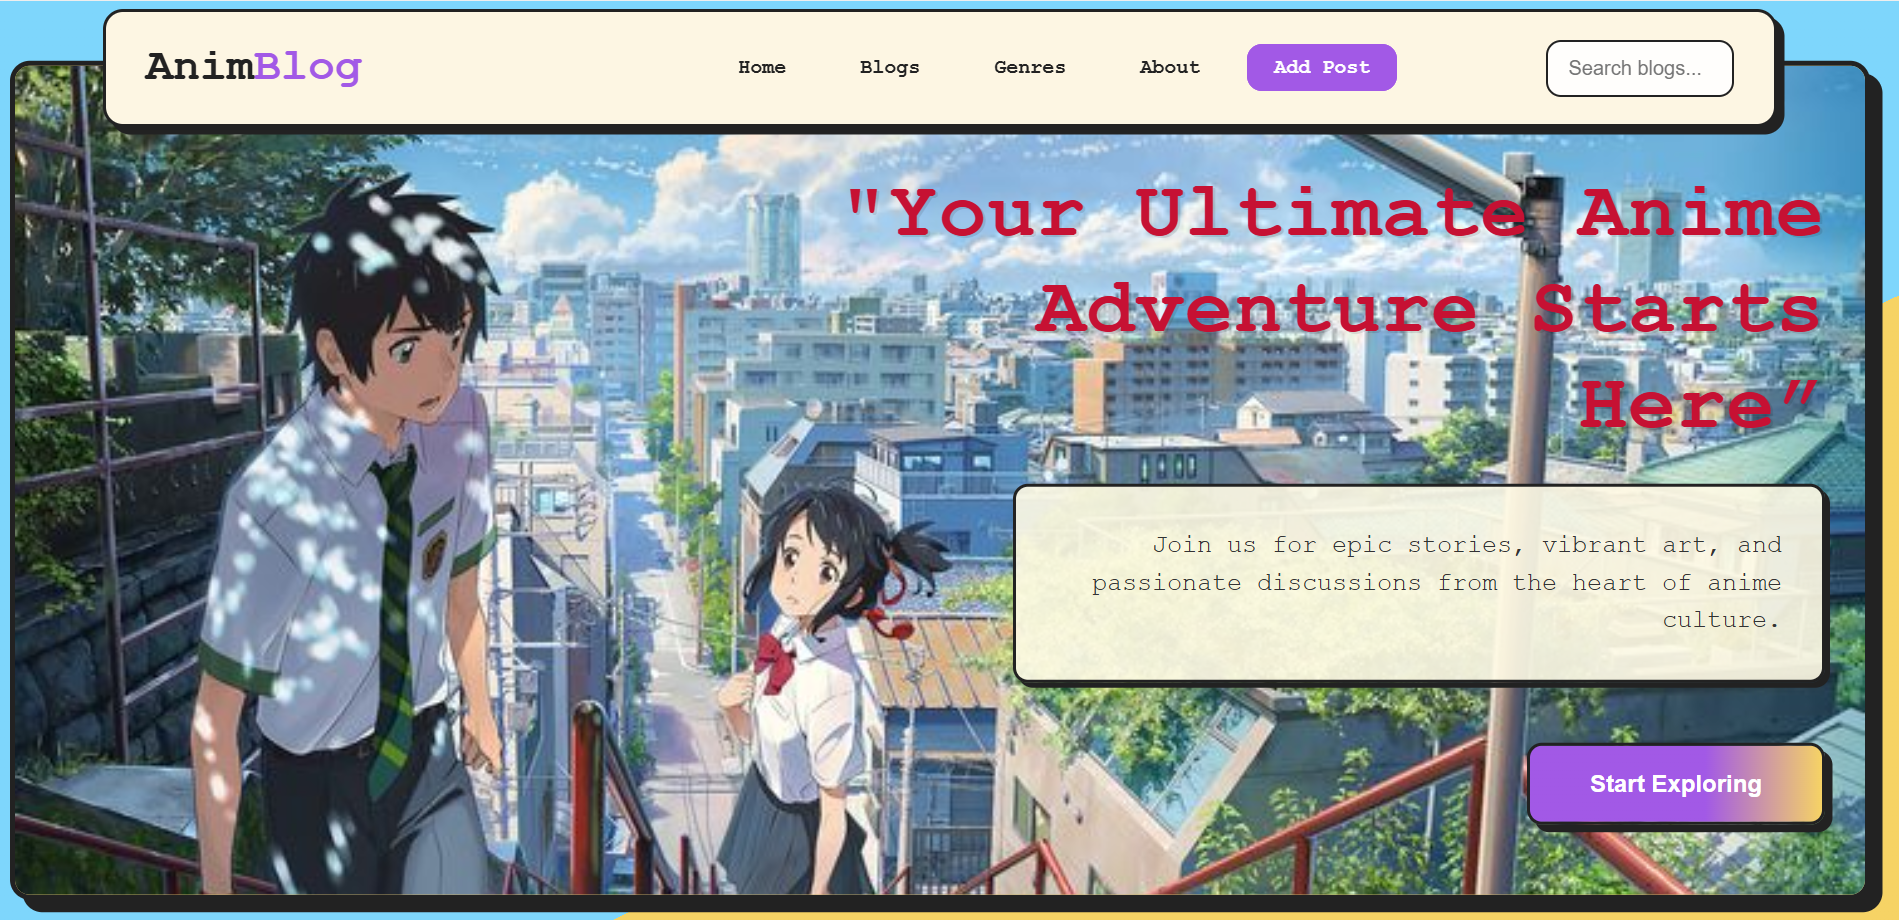 AnimBlog
Home Blogs Genres About Add Post Search blogs...
"Your Ultimate Anime
Adventure Starts
Here”
Join us for epic stories, vibrant art, and
passionate discussions from the heart of anime
culture.
Start Exploring